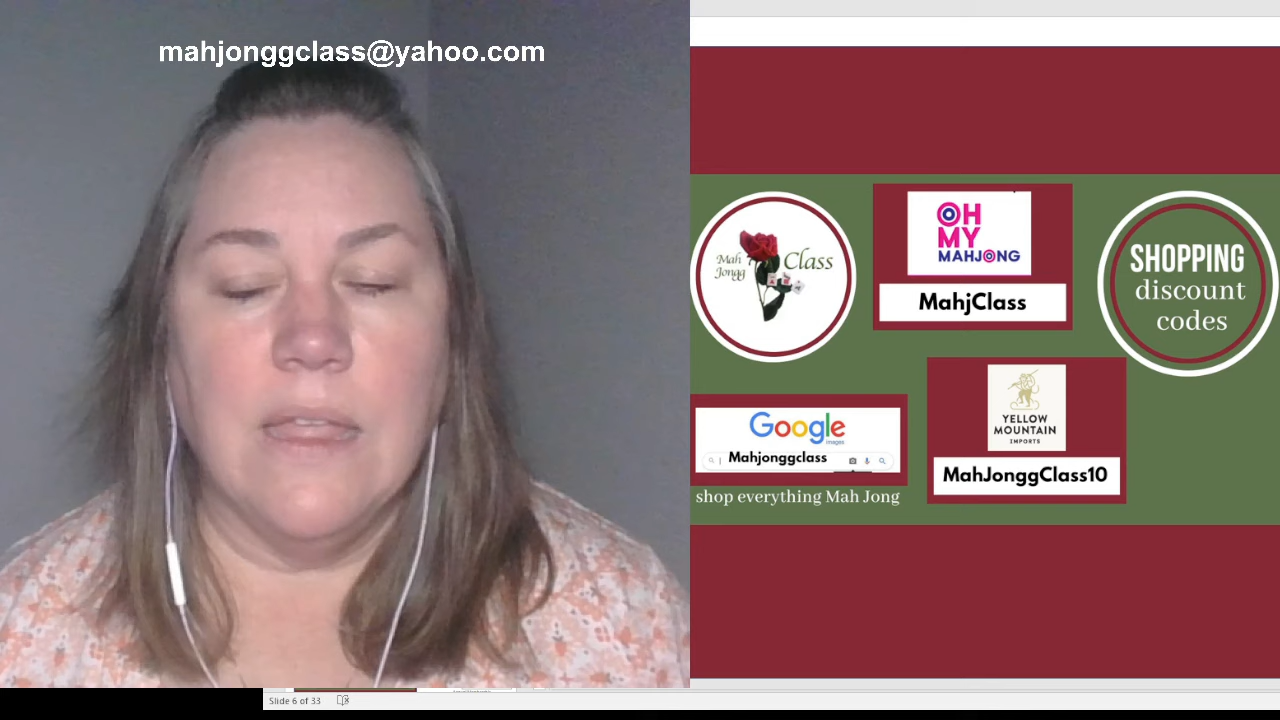 mahjonggclass@yahoo.com
Mah
Jongg
Class
OH
MY
MAHJONG
MahjClass
SHOPPING
discount
codes
Google
images
Mahjonggclass
shop everything Mah Jong
YELLOW
MOUNTAIN
IMPORTS
MahJonggClass10
Slide 6 of 33